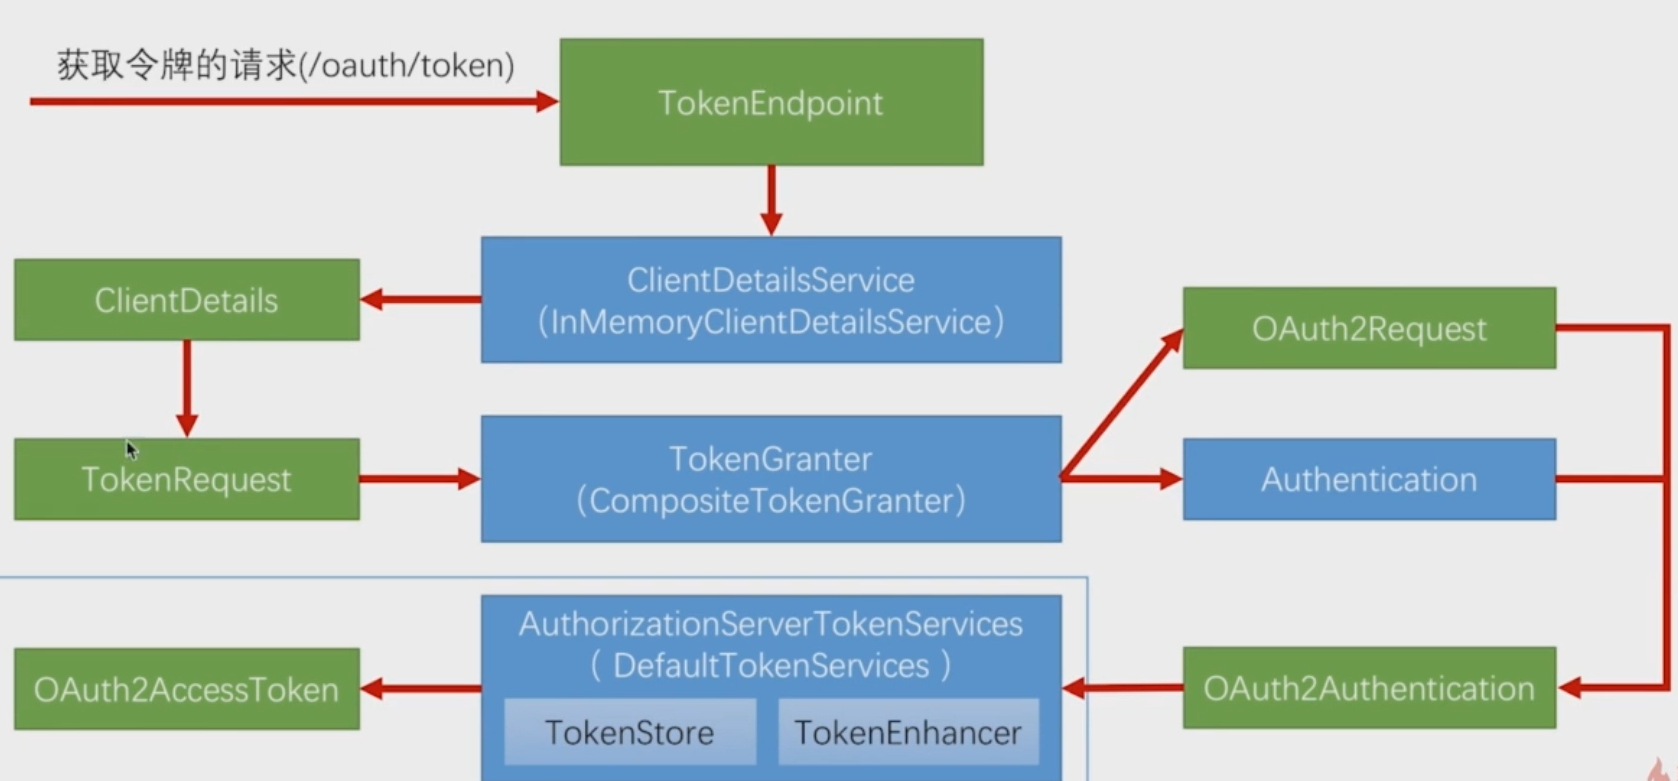 获取令牌的请求(/oauth/token)
TokenEndpoint
ClientDetails
ClientDetailsService
（InMemoryClientDetailsService）
OAuth2Request
TokenRequest
TokenGranter
（CompositeTokenGranter）
Authentication
OAuth2AccessToken
AuthorizationServerTokenServices
（ DefaultTokenServices ）
TokenStore
TokenEnhancer
OAuth2Authentication